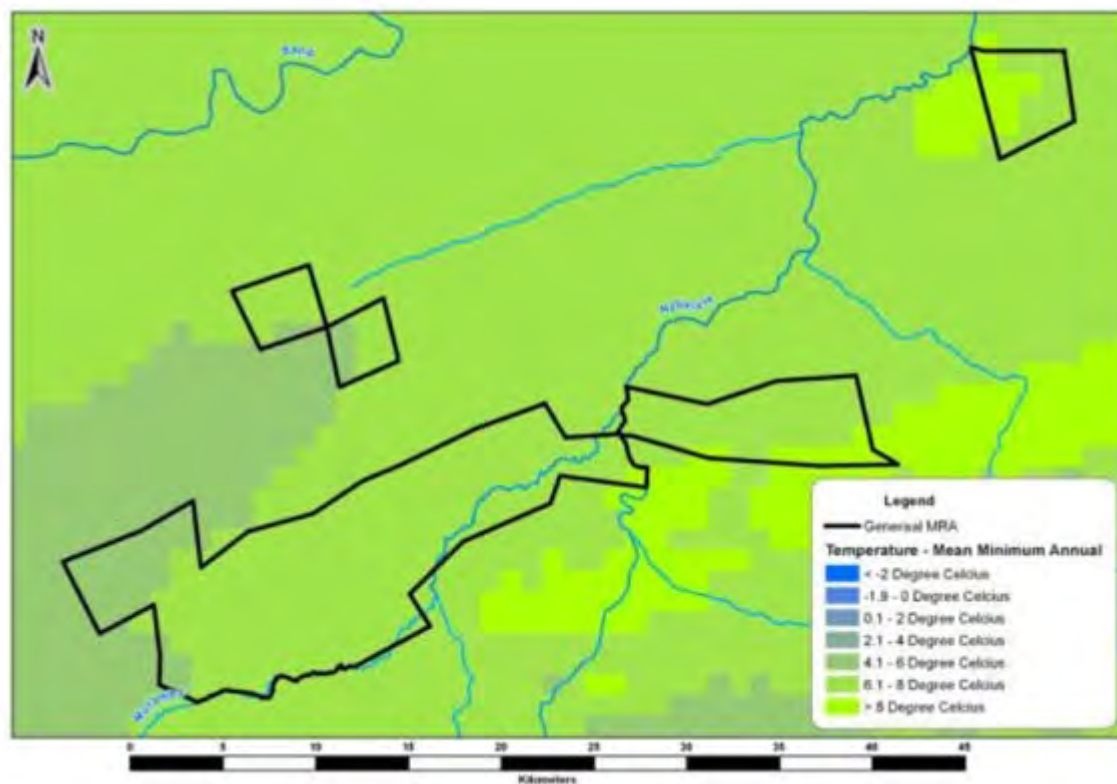 N
Sand
Nzhelele
Mutamba
Legend
Generaal MRA
Temperature - Mean Minimum Annual
< -2 Degree Celcius
-1.9 - 0 Degree Celcius
0.1 - 2 Degree Celcius
2.1 - 4 Degree Celcius
4.1 - 6 Degree Celcius
6.1 - 8 Degree Celcius
> 8 Degree Celcius
0 5 10 15 20 25 30 35 40 45
Kilometers